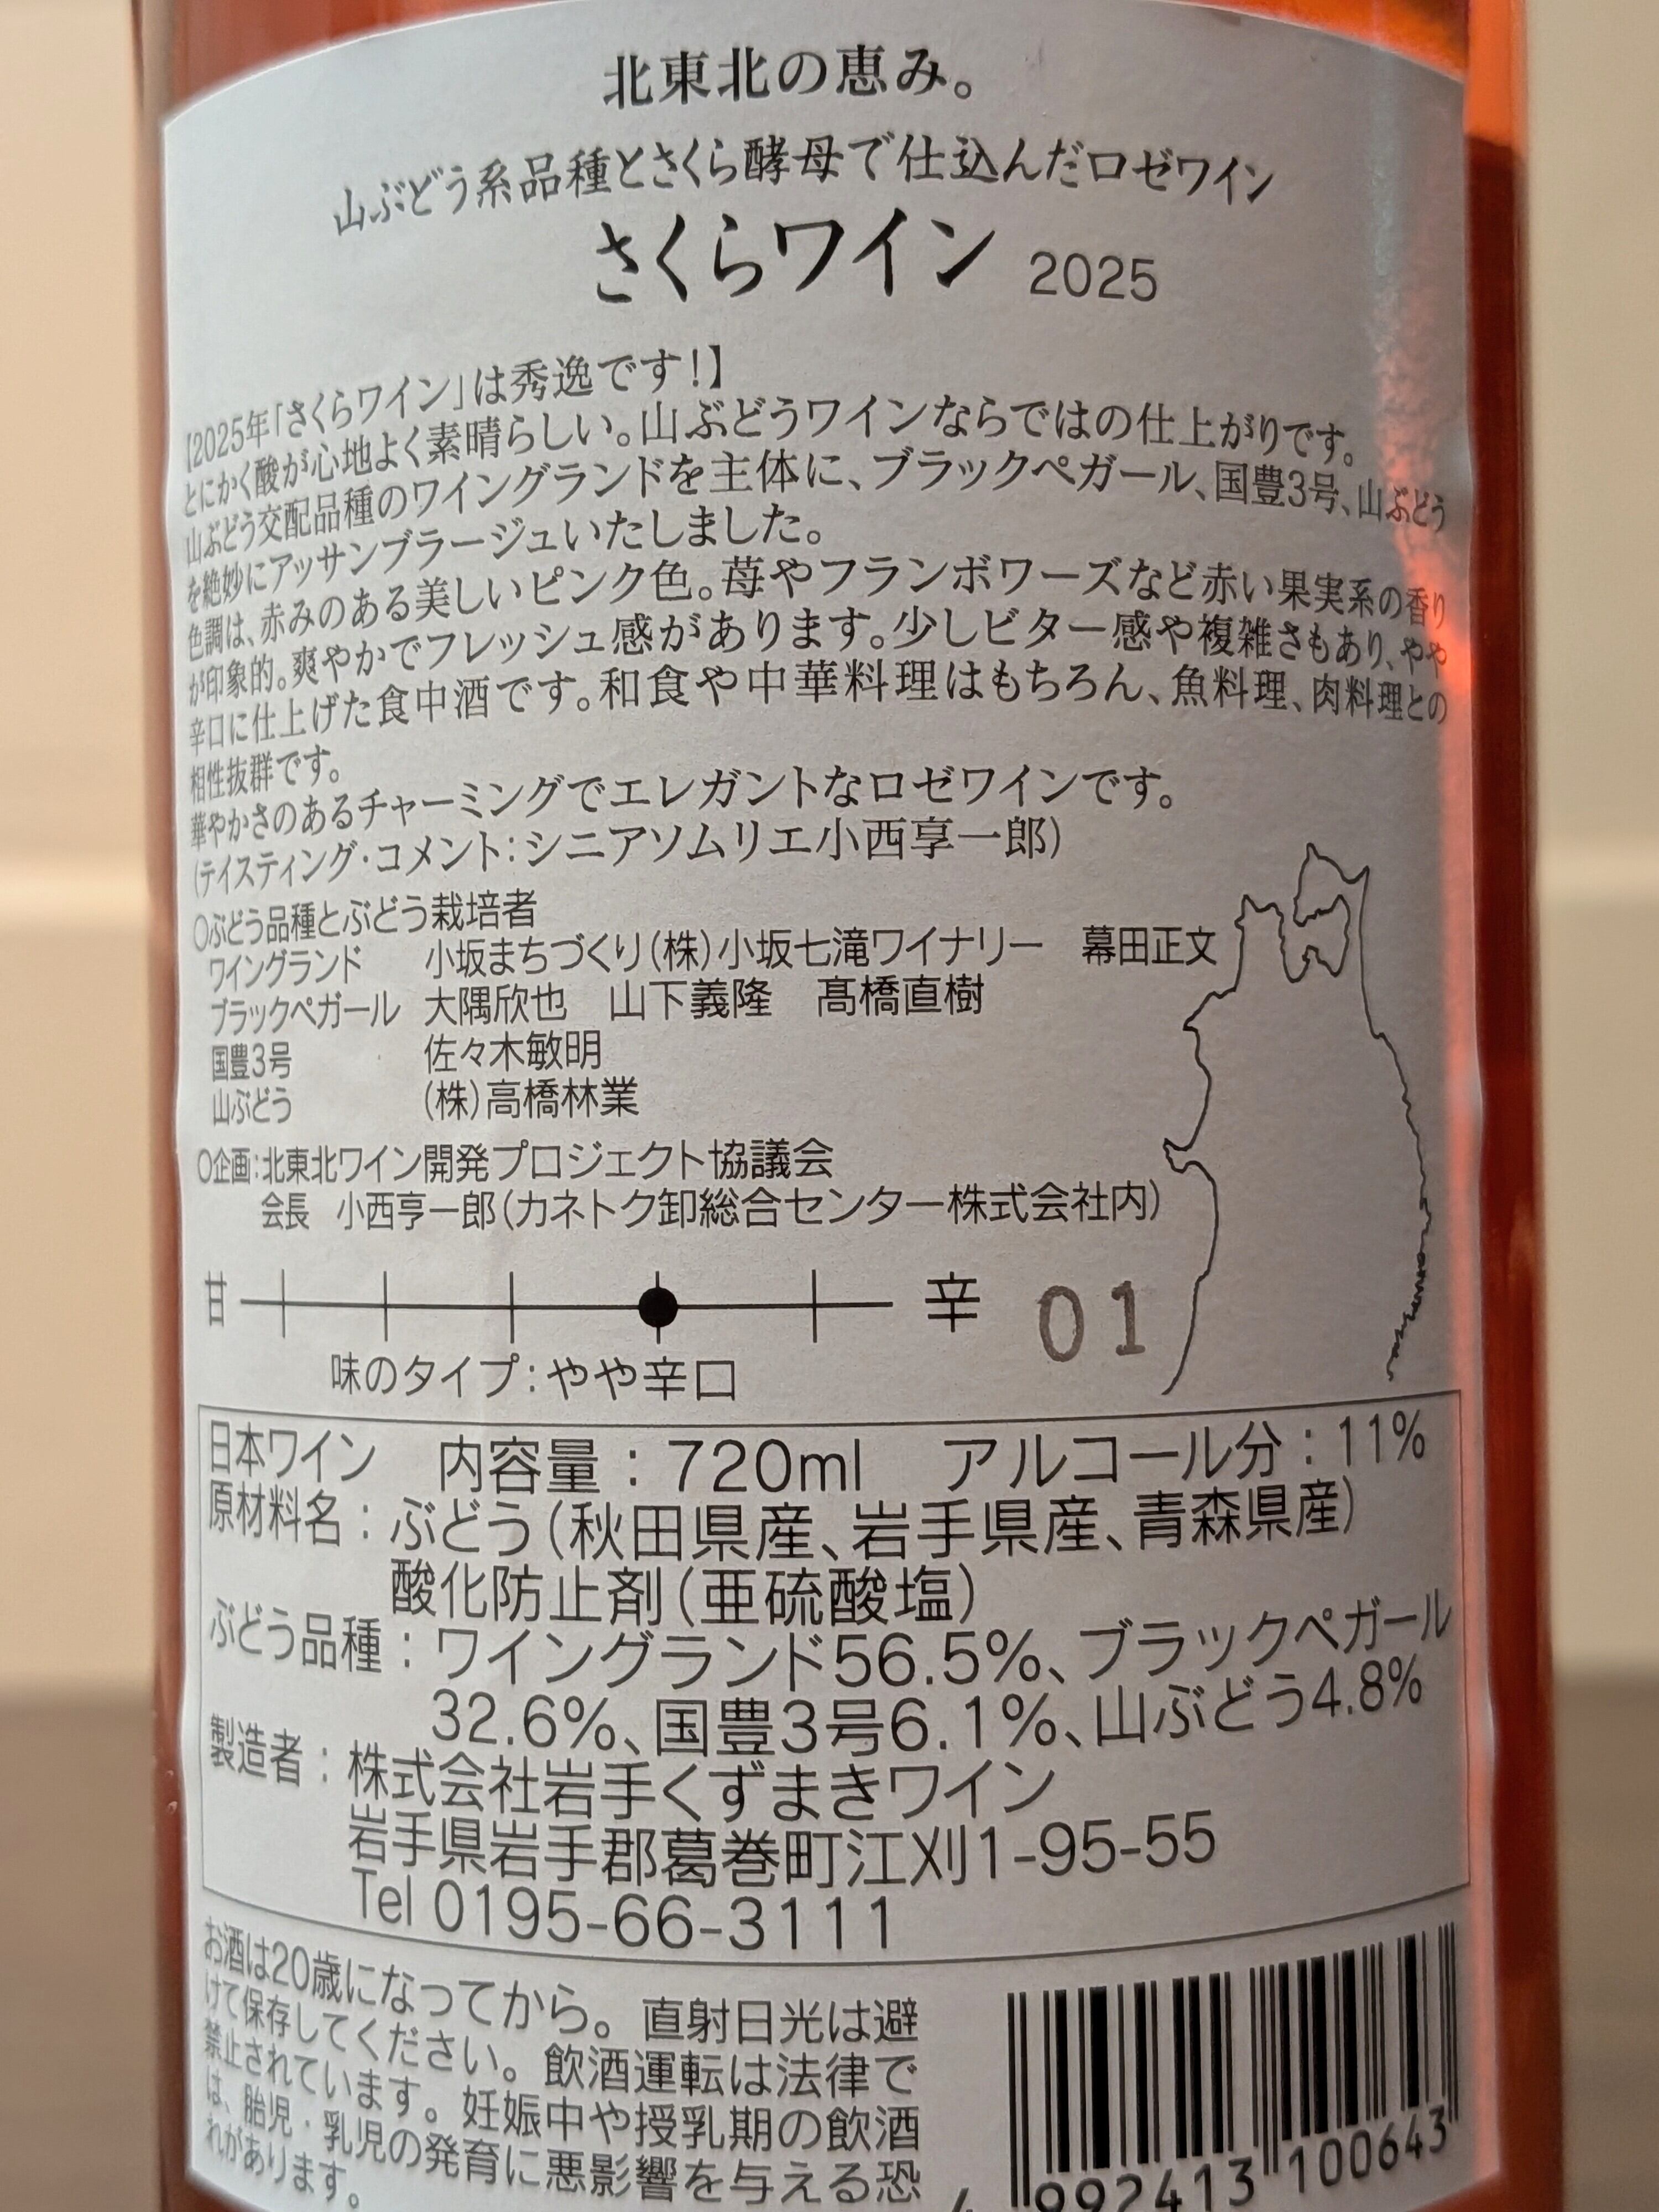 北東北の恵み。
山ぶどう系品種とさくら酵母で仕込んだロゼワイン
さくらワイン 2025
【2025年「さくらワイン」は秀逸です!】
とにかく酸が心地よく素晴らしい。山ぶどうワインならではの仕上がりです。
山ぶどう交配品種のワイングランドを主体に、ブラックペガール、国豊3号、山ぶどう
を絶妙にアッサンブラージュいたしました。
色調は、赤みのある美しいピンク色。苺やフランボワーズなど赤い果実系の香り
が印象的。爽やかでフレッシュ感があります。少しビター感や複雑さもあり、やや
辛口に仕上げた食中酒です。和食や中華料理はもちろん、魚料理、肉料理との
相性抜群です。
華やかさのあるチャーミングでエレガントなロゼワインです。
(テイスティング・コメント:シニアソムリエ小西享一郎)
○ぶどう品種とぶどう栽培者
ワイングランド 小坂まちづくり(株)小坂七滝ワイナリー 幕田正文
ブラックペガール 大隅欣也 山下義隆 髙橋直樹
国豊3号 佐々木敏明
山ぶどう (株)高橋林業
○企画:北東北ワイン開発プロジェクト協議会
会長 小西亨一郎(カネトク卸総合センター株式会社内)
甘 辛 01
味のタイプ:やや辛口
日本ワイン 内容量:720ml アルコール分:11%
原材料名:ぶどう(秋田県産、岩手県産、青森県産)
酸化防止剤(亜硫酸塩)
ぶどう品種:ワイングランド56.5%、ブラックペガール
32.6%、国豊3号6.1%、山ぶどう4.8%
製造者:株式会社岩手くずまきワイン
岩手県岩手郡葛巻町江刈1-95-55
Tel 0195-66-3111
お酒は20歳になってから。直射日光は避
けて保存してください。飲酒運転は法律で
禁止されています。妊娠中や授乳期の飲酒
は、胎児・乳児の発育に悪影響を与える恐
れがあります。
4 992413 100643